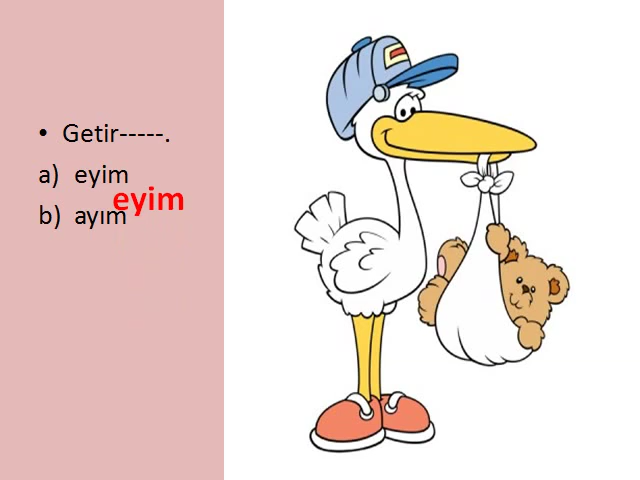 • Getir-----.
a) eyim
eyim
b) ayım